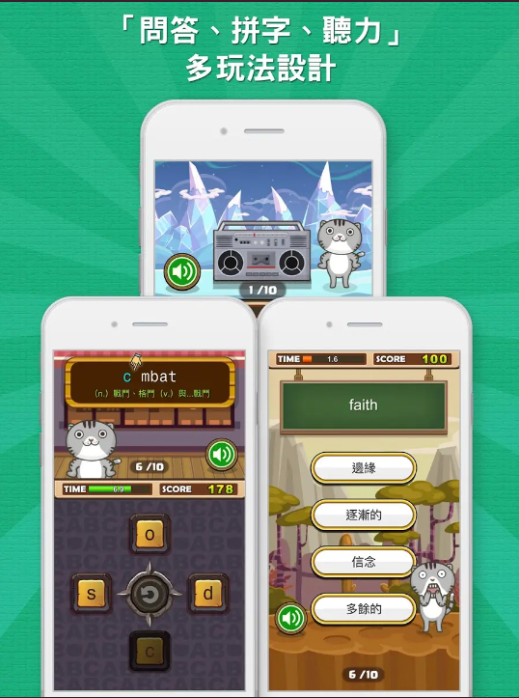 「問答、拼字、聽力」
多玩法設計
1/10
c mbat
(n.) 戰鬥、格鬥 (v.) 與...戰鬥
6/10
TIME
SCORE 178
o
s
d
c
TIME 1.6 SCORE 100
faith
邊緣
逐漸的
信念
多餘的
6/10